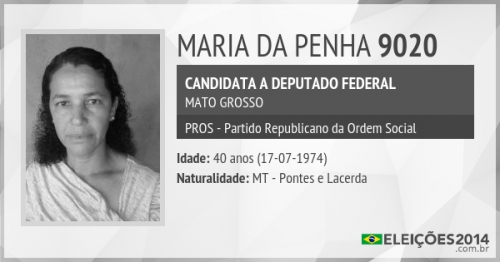 MARIA DA PENHA 9020
CANDIDATA A DEPUTADO FEDERAL
MATO GROSSO
PROS - Partido Republicano da Ordem Social
Idade: 40 anos (17-07-1974)
Naturalidade: MT - Pontes e Lacerda
ELEIÇÕES2014
.com.br